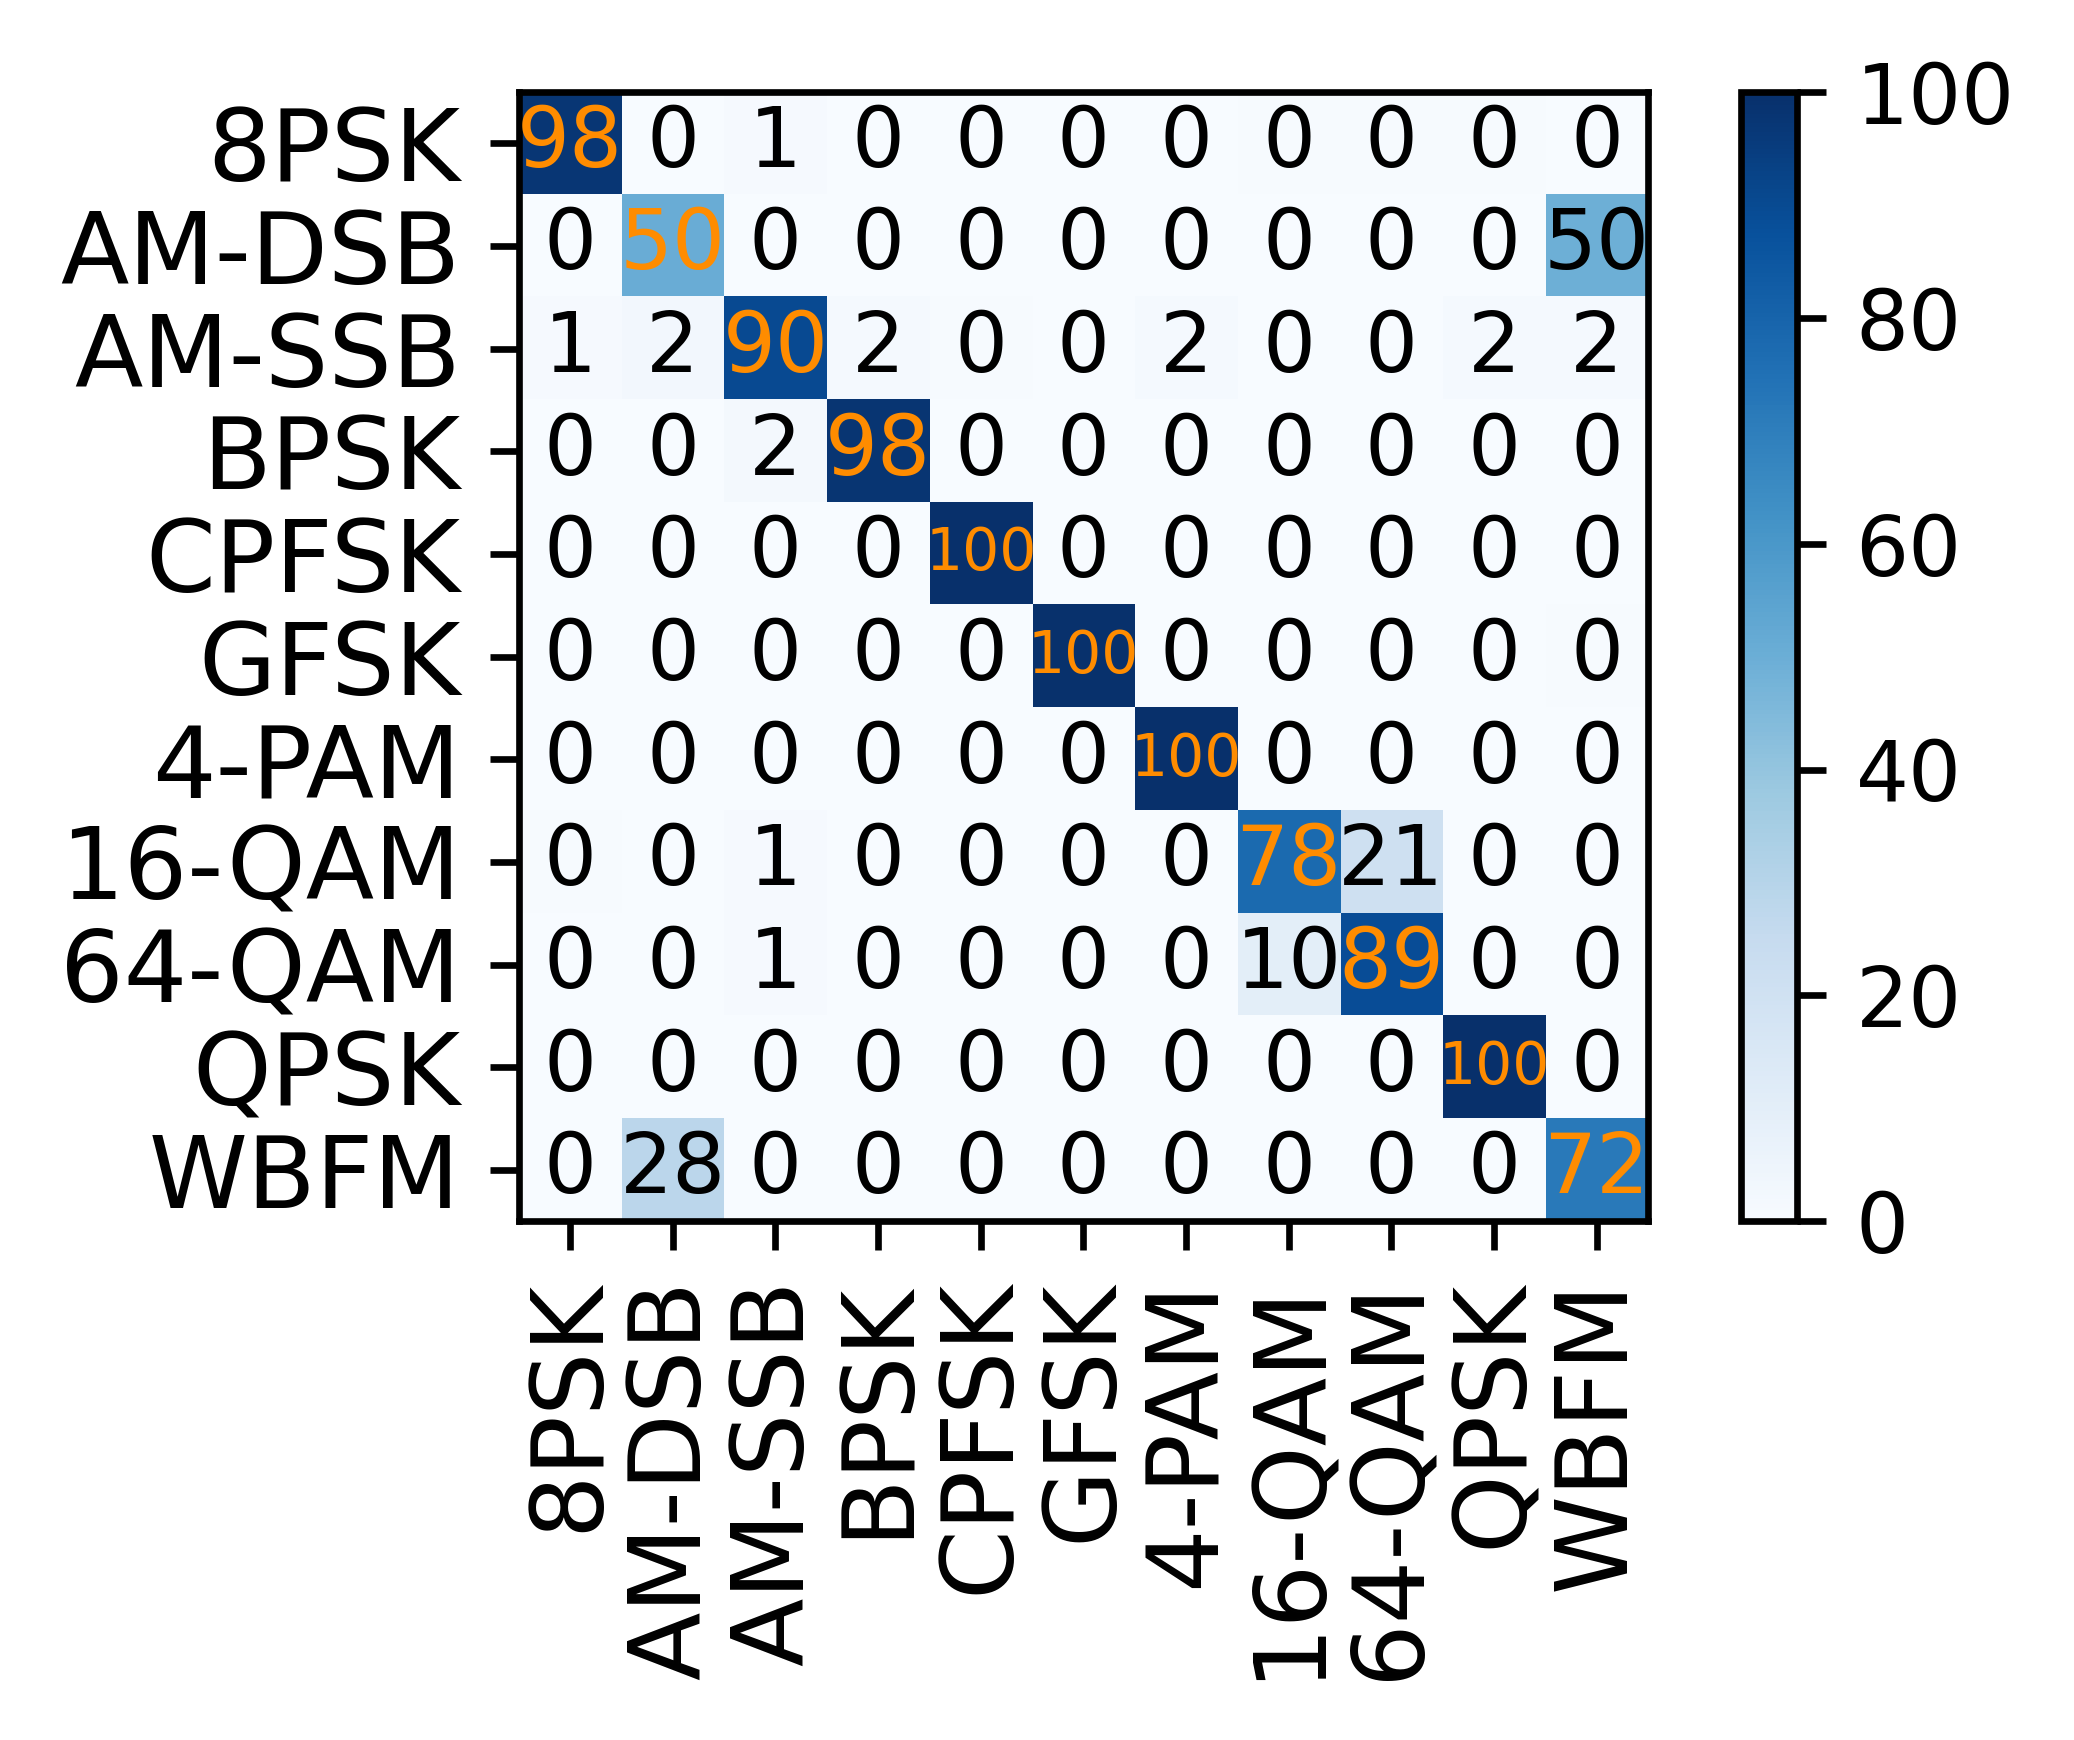 8PSK 98 0 1 0 0 0 0 0 0 0 0
AM-DSB 0 50 0 0 0 0 0 0 0 0 50
AM-SSB 1 2 90 2 0 0 2 0 0 2 2
BPSK 0 0 2 98 0 0 0 0 0 0 0
CPFSK 0 0 0 0 100 0 0 0 0 0 0
GFSK 0 0 0 0 0 100 0 0 0 0 0
4-PAM 0 0 0 0 0 0 100 0 0 0 0
16-QAM 0 0 1 0 0 0 0 78 21 0 0
64-QAM 0 0 1 0 0 0 0 10 89 0 0
QPSK 0 0 0 0 0 0 0 0 0 100 0
WBFM 0 28 0 0 0 0 0 0 0 0 72
8PSK
AM-DSB
AM-SSB
BPSK
CPFSK
GFSK
4-PAM
16-QAM
64-QAM
QPSK
WBFM
100
80
60
40
20
0